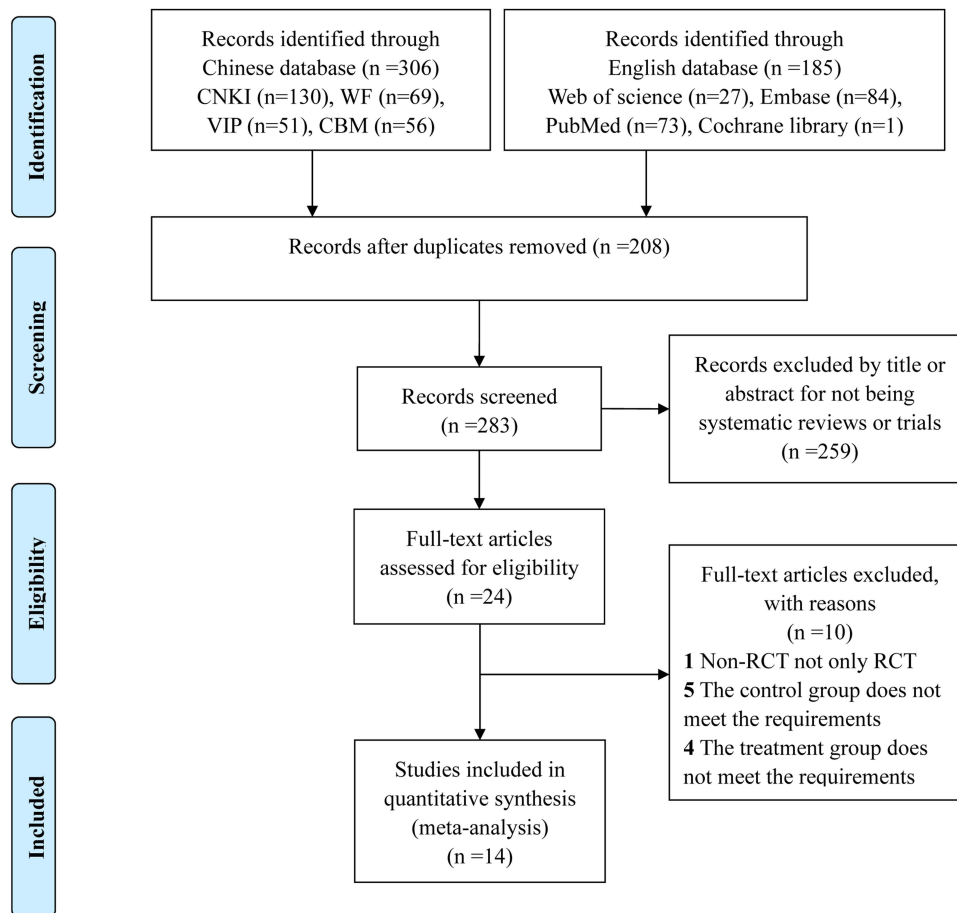 Identification
Records identified through
Chinese database (n =306)
CNKI (n=130), WF (n=69),
VIP (n=51), CBM (n=56)
Records identified through
English database (n =185)
Web of science (n=27), Embase (n=84),
PubMed (n=73), Cochrane library (n=1)
Records after duplicates removed (n =208)
Screening
Records screened
(n =283)
Records excluded by title or
abstract for not being
systematic reviews or trials
(n =259)
Eligibility
Full-text articles
assessed for eligibility
(n =24)
Full-text articles excluded,
with reasons
(n =10)
1 Non-RCT not only RCT
5 The control group does not
meet the requirements
4 The treatment group does
not meet the requirements
Included
Studies included in
quantitative synthesis
(meta-analysis)
(n =14)